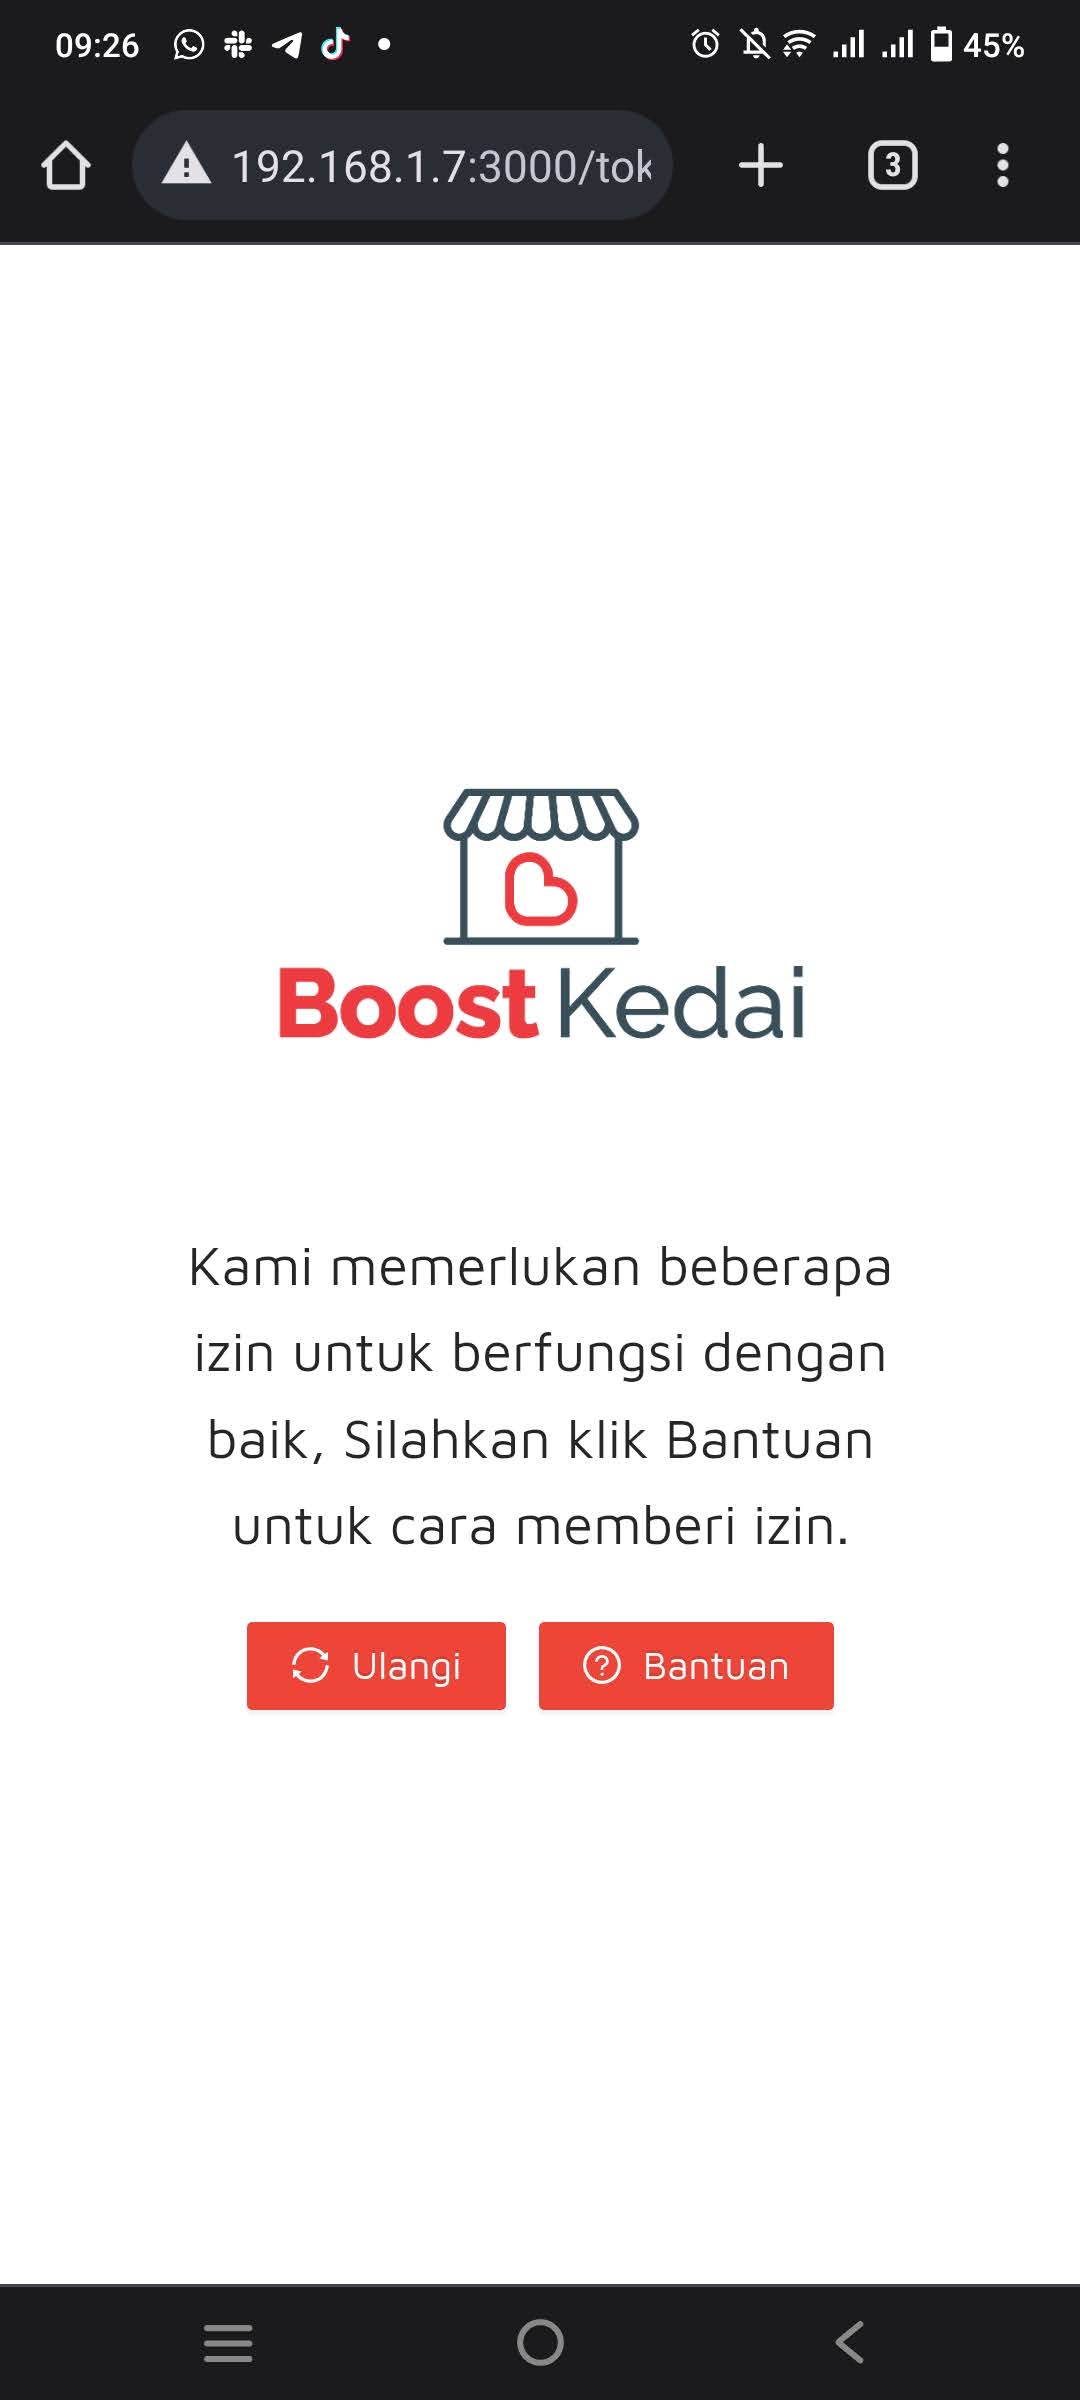 09:26
45%
192.168.1.7:3000/tok
3
Boost Kedai
Kami memerlukan beberapa
izin untuk berfungsi dengan
baik, Silahkan klik Bantuan
untuk cara memberi izin.
Ulangi
Bantuan